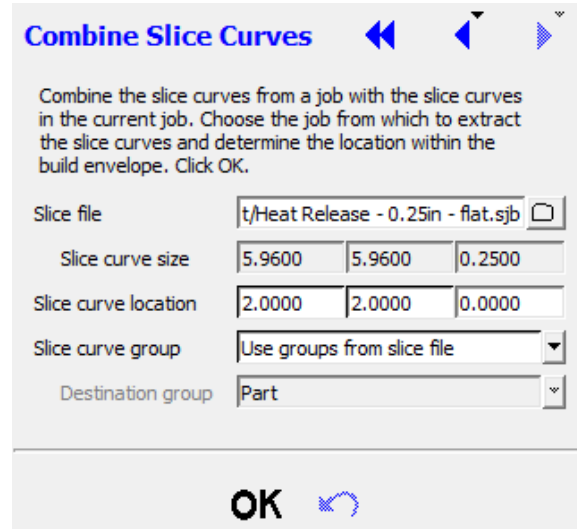 Combine Slice Curves
Combine the slice curves from a job with the slice curves
in the current job. Choose the job from which to extract
the slice curves and determine the location within the
build envelope. Click OK.
Slice file t/Heat Release - 0.25in - flat.sjb
Slice curve size 5.9600 5.9600 0.2500
Slice curve location 2.0000 2.0000 0.0000
Slice curve group Use groups from slice file
Destination group Part
OK